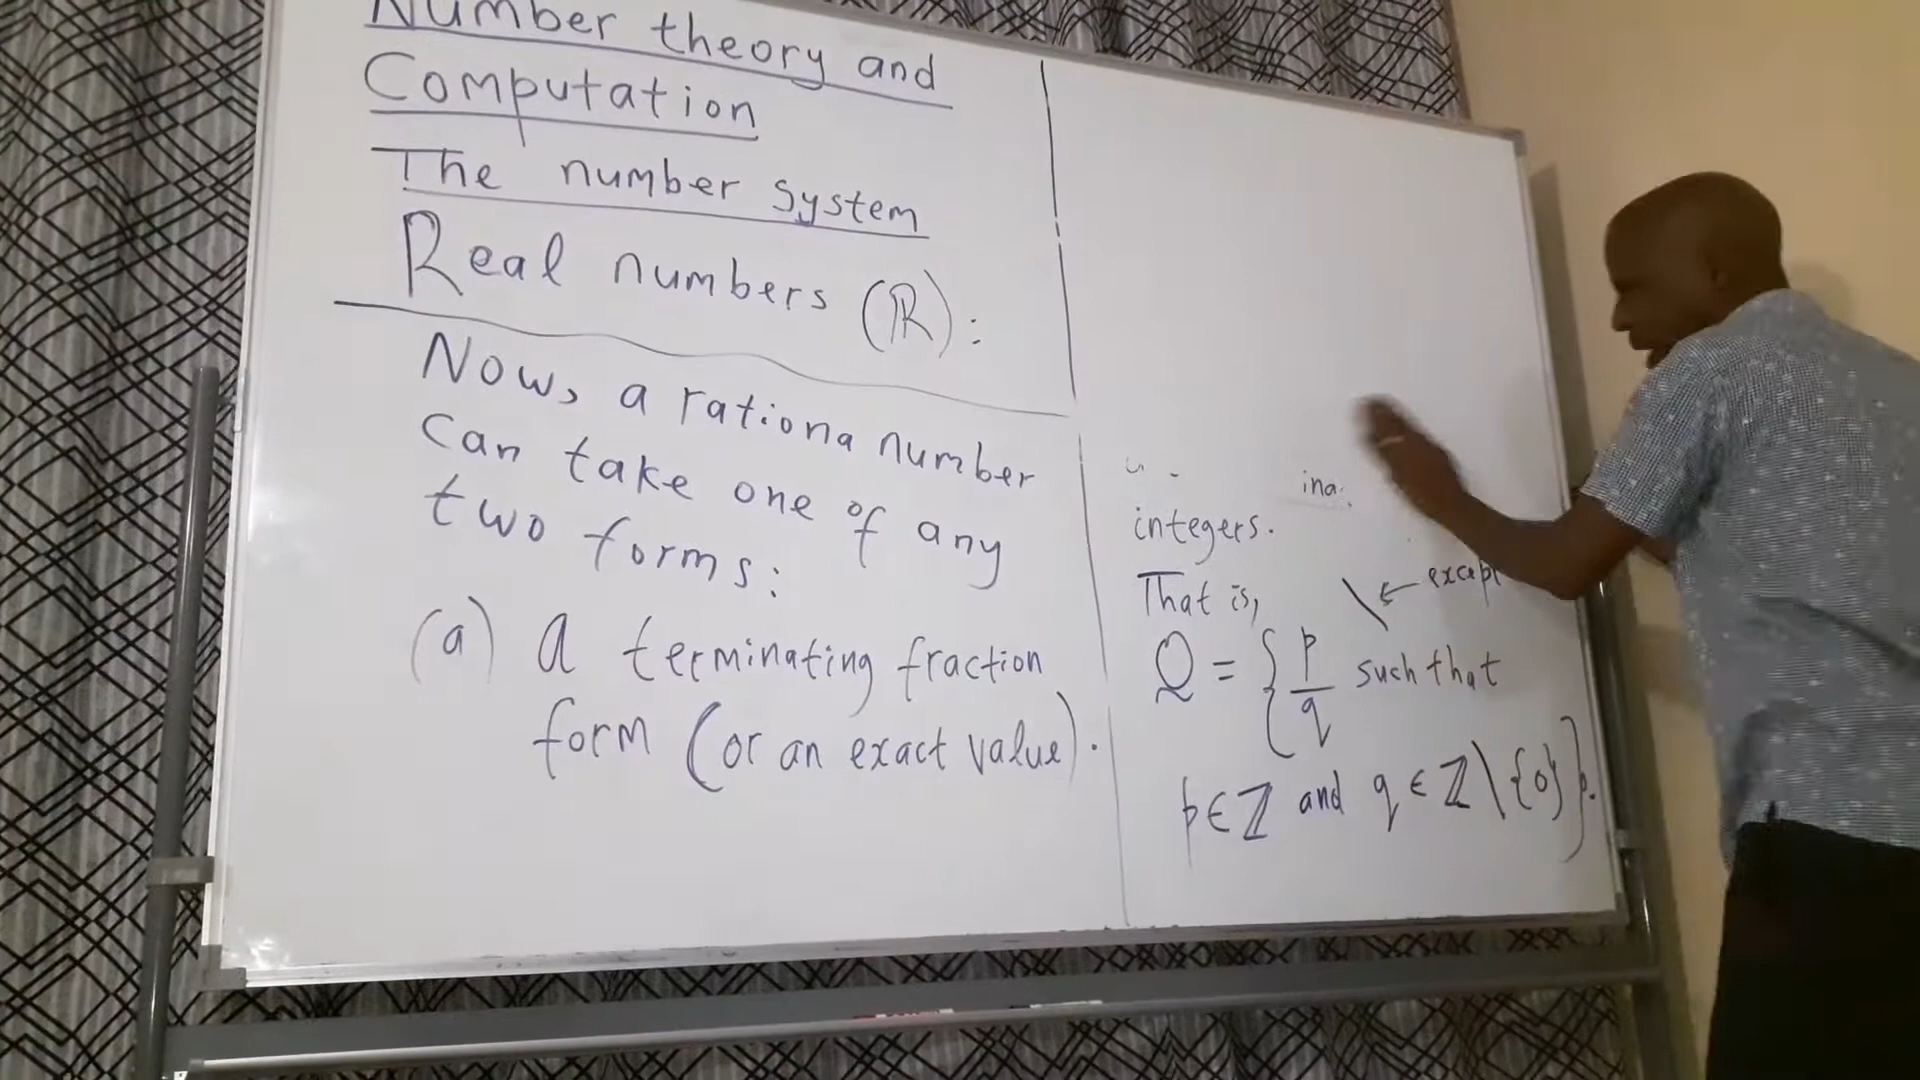 Number theory and
Computation
The number system
Real numbers (ℝ):
Now, a rationa number
can take one of any
two forms:
(a) a terminating fraction
form (or an exact value).
integers.
That is,
\ ← except
Q = { p/q such that
p ∈ ℤ and q ∈ ℤ \ {0} }.